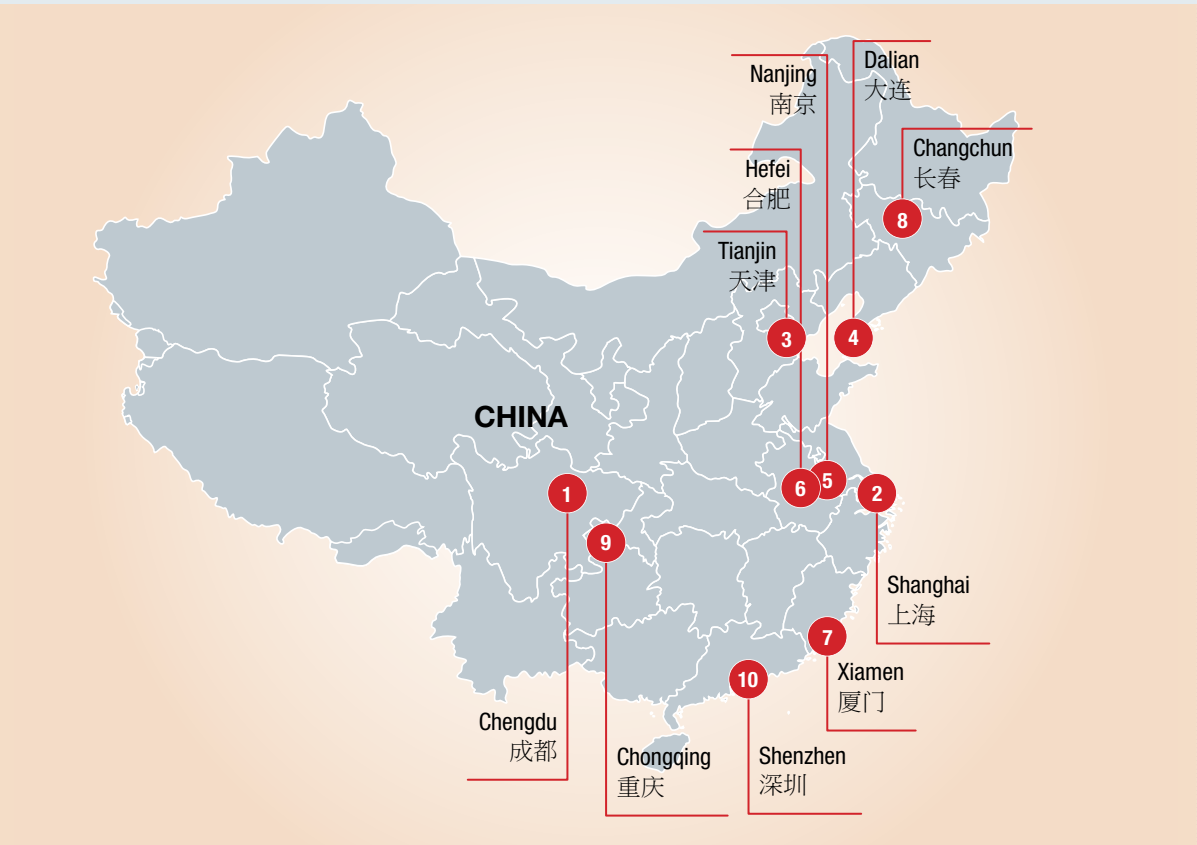 Dalian
大连
Nanjing
南京
Changchun
长春
Hefei
合肥
8
Tianjin
天津
3
4
CHINA
5
6
1
2
9
Shanghai
上海
7
Xiamen
厦门
10
Chengdu
成都
Chongqing
重庆
Shenzhen
深圳